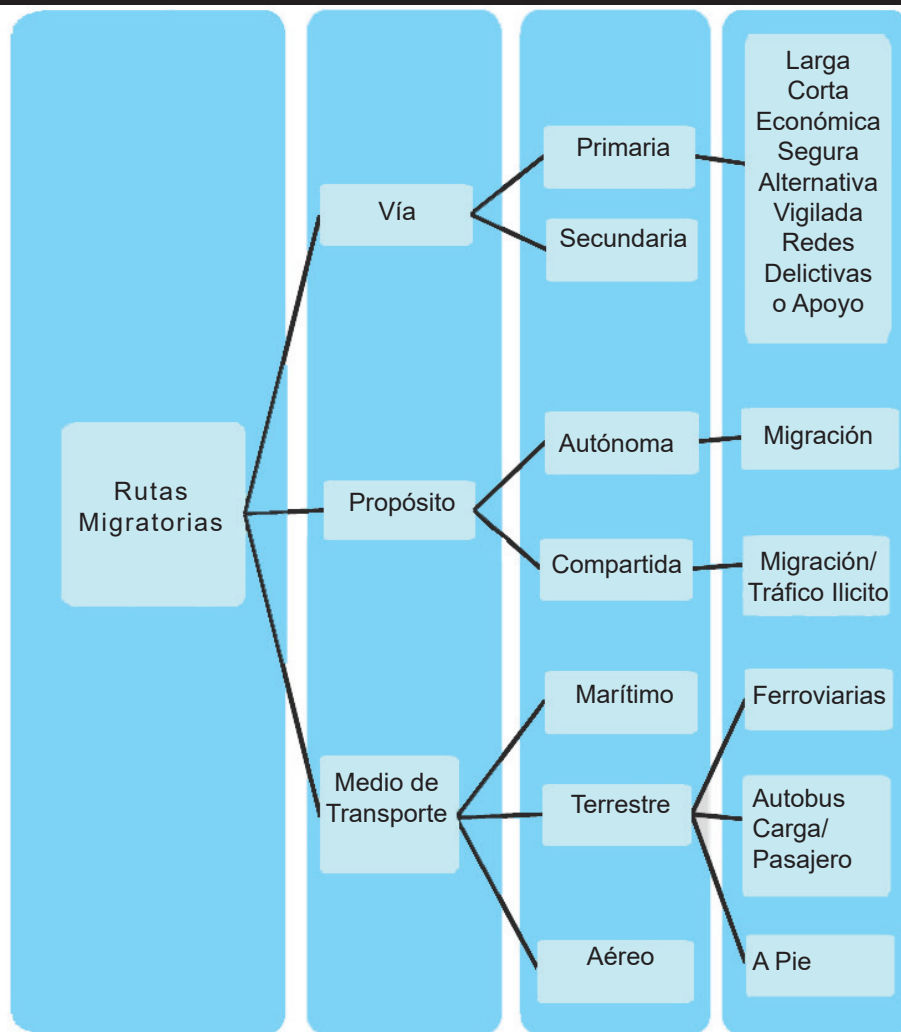 Rutas
Migratorias
Vía
Primaria
Larga
Corta
Económica
Segura
Alternativa
Vigilada
Redes
Delictivas
o Apoyo
Secundaria
Propósito
Autónoma
Migración
Compartida
Migración/
Tráfico Ilicito
Medio de
Transporte
Marítimo
Terrestre
Ferroviarias
Autobus
Carga/
Pasajero
A Pie
Aéreo